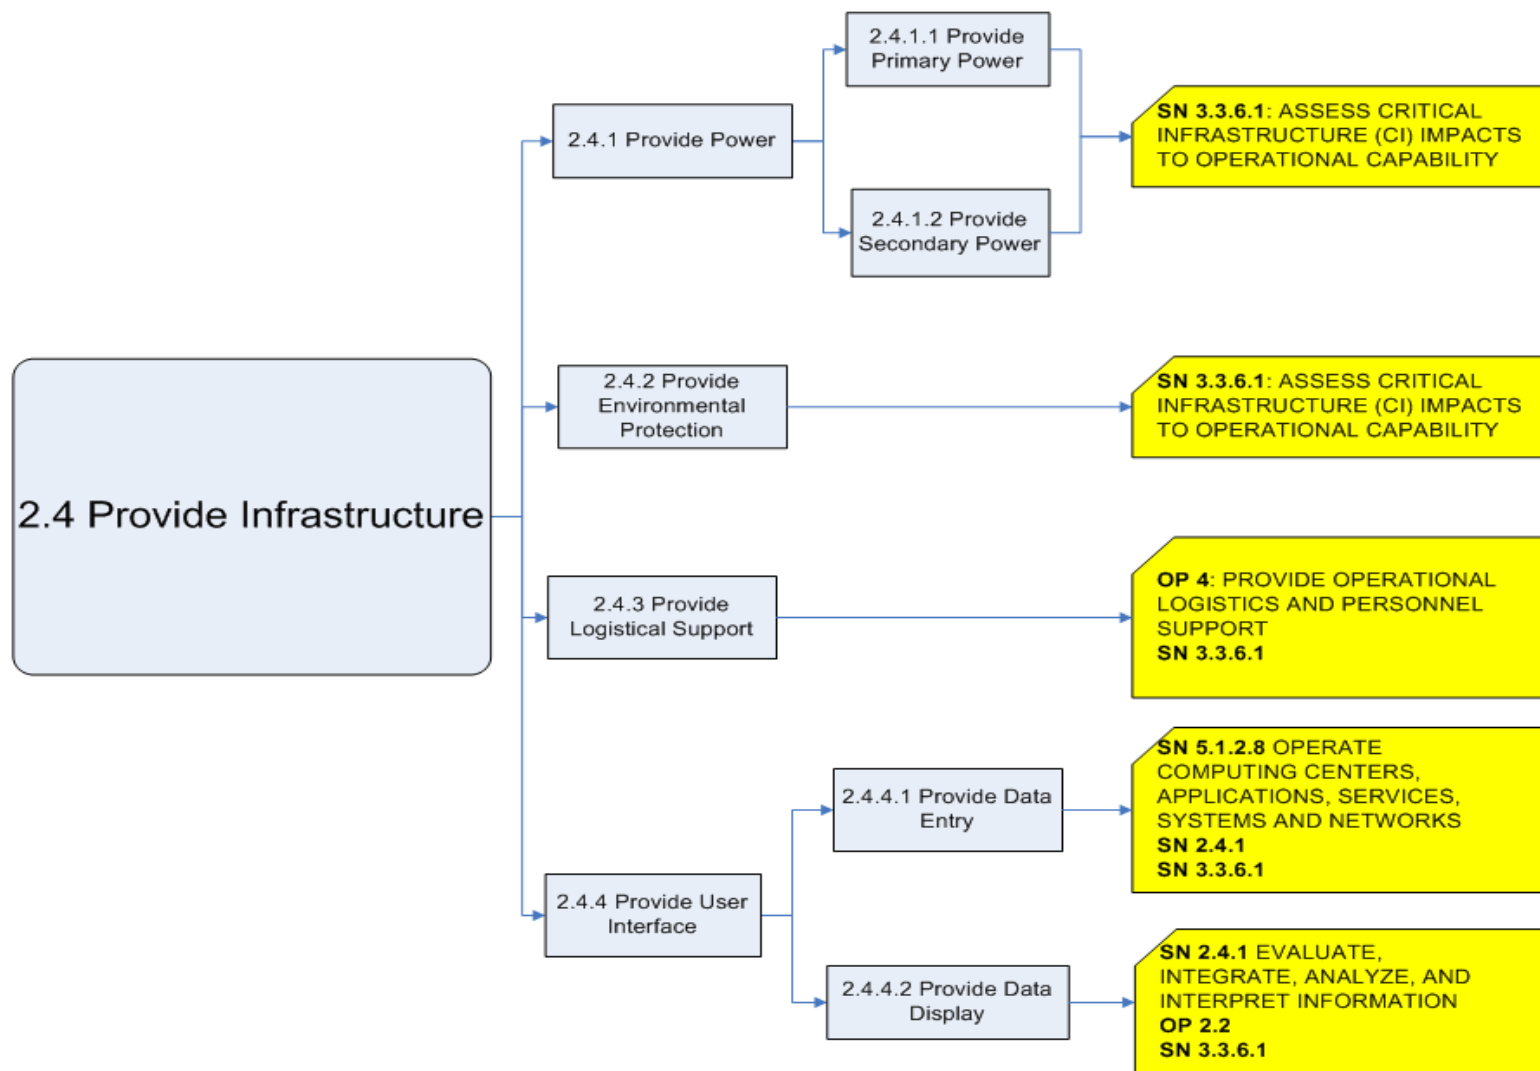 2.4 Provide Infrastructure
2.4.1 Provide Power
2.4.1.1 Provide
Primary Power
2.4.1.2 Provide
Secondary Power
SN 3.3.6.1: ASSESS CRITICAL
INFRASTRUCTURE (CI) IMPACTS
TO OPERATIONAL CAPABILITY
2.4.2 Provide
Environmental
Protection
SN 3.3.6.1: ASSESS CRITICAL
INFRASTRUCTURE (CI) IMPACTS
TO OPERATIONAL CAPABILITY
2.4.3 Provide
Logistical Support
OP 4: PROVIDE OPERATIONAL
LOGISTICS AND PERSONNEL
SUPPORT
SN 3.3.6.1
2.4.4 Provide User
Interface
2.4.4.1 Provide Data
Entry
SN 5.1.2.8 OPERATE
COMPUTING CENTERS,
APPLICATIONS, SERVICES,
SYSTEMS AND NETWORKS
SN 2.4.1
SN 3.3.6.1
2.4.4.2 Provide Data
Display
SN 2.4.1 EVALUATE,
INTEGRATE, ANALYZE, AND
INTERPRET INFORMATION
OP 2.2
SN 3.3.6.1